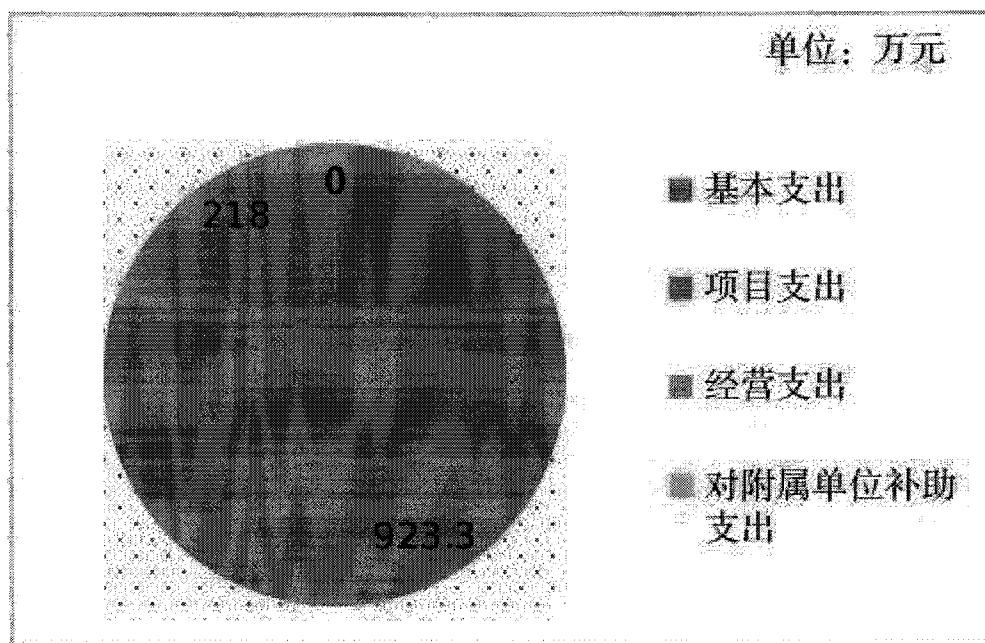 单位：万元
0
218
基本支出
项目支出
经营支出
对附属单位补助
支出
923.3